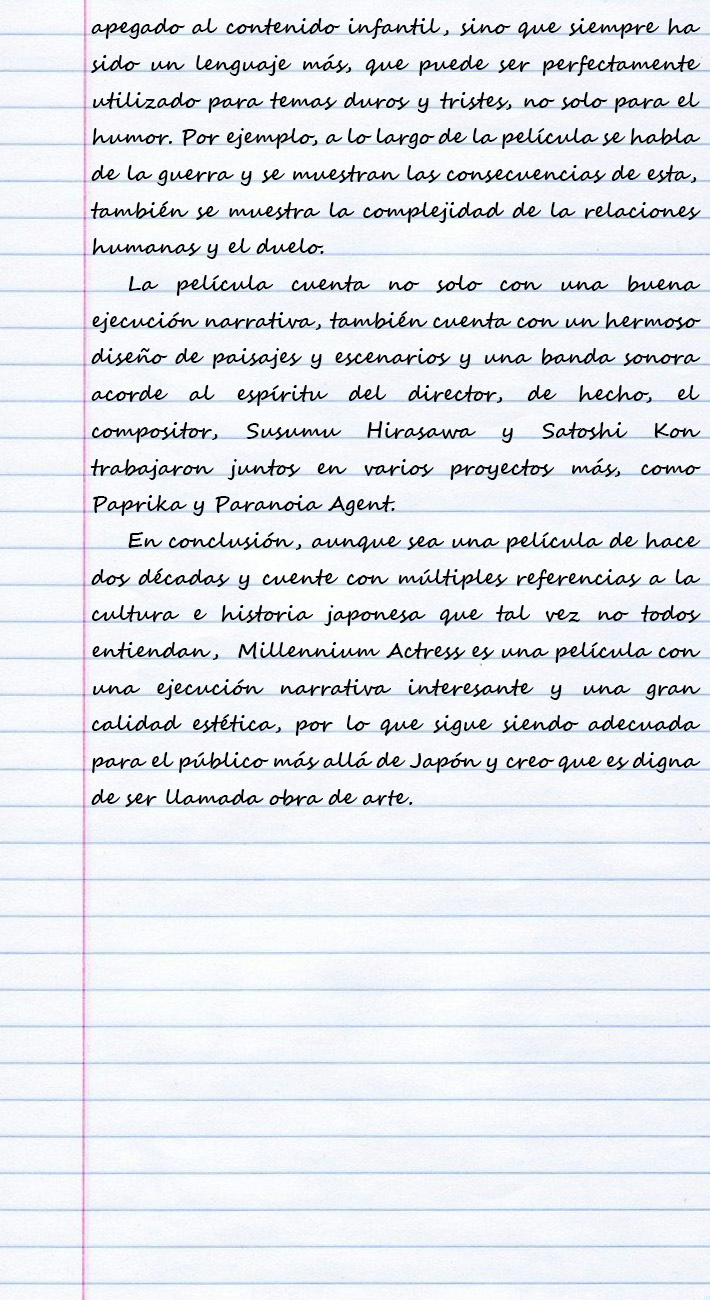 apegado al contenido infantil, sino que siempre ha
sido un lenguaje más, que puede ser perfectamente
utilizado para temas duros y tristes, no solo para el
humor. Por ejemplo, a lo largo de la película se habla
de la guerra y se muestran las consecuencias de esta,
también se muestra la complejidad de la relaciones
humanas y el duelo.
La película cuenta no solo con una buena
ejecución narrativa, también cuenta con un hermoso
diseño de paisajes y escenarios y una banda sonora
acorde al espíritu del director, de hecho, el
compositor, Susumu Hirasawa y Satoshi Kon
trabajaron juntos en varios proyectos más, como
Paprika y Paranoia Agent.
En conclusión, aunque sea una película de hace
dos décadas y cuente con múltiples referencias a la
cultura e historia japonesa que tal vez no todos
entiendan, Millennium Actress es una película con
una ejecución narrativa interesante y una gran
calidad estética, por lo que sigue siendo adecuada
para el público más allá de Japón y creo que es digna
de ser llamada obra de arte.